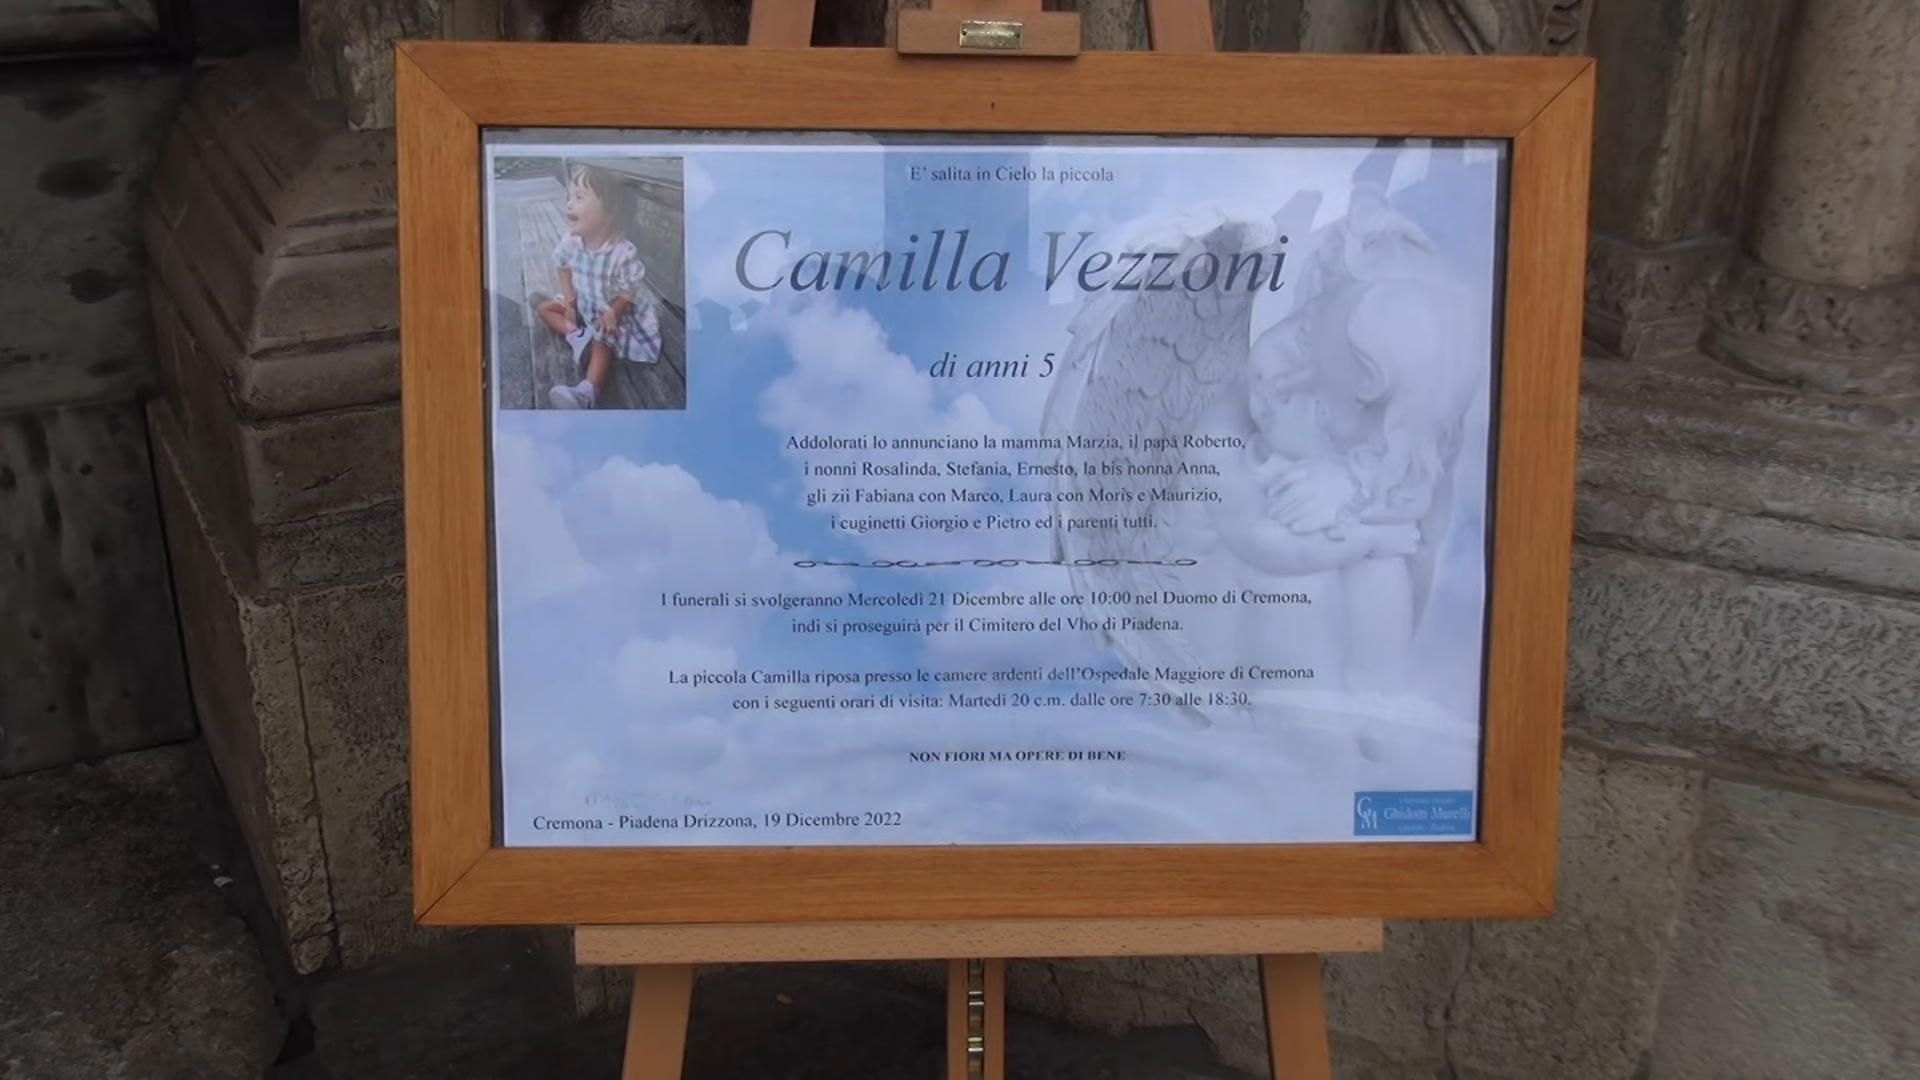 E' salita in Cielo la piccola
Camilla Vezzoni
di anni 5
Addolorati lo annunciano la mamma Marzia, il papà Roberto,
i nonni Rosalinda, Stefania, Ernesto, la bis nonna Anna,
gli zii Fabiana con Marco, Laura con Moris e Maurizio,
i cuginetti Giorgio e Pietro ed i parenti tutti.
I funerali si svolgeranno Mercoledì 21 Dicembre alle ore 10:00 nel Duomo di Cremona,
indi si proseguirà per il Cimitero del Vho di Piadena.
La piccola Camilla riposa presso le camere ardenti dell'Ospedale Maggiore di Cremona
con i seguenti orari di visita: Martedì 20 c.m. dalle ore 7:30 alle 18:30.
NON FIORI MA OPERE DI BENE
Cremona - Piadena Drizzona, 19 Dicembre 2022
GM